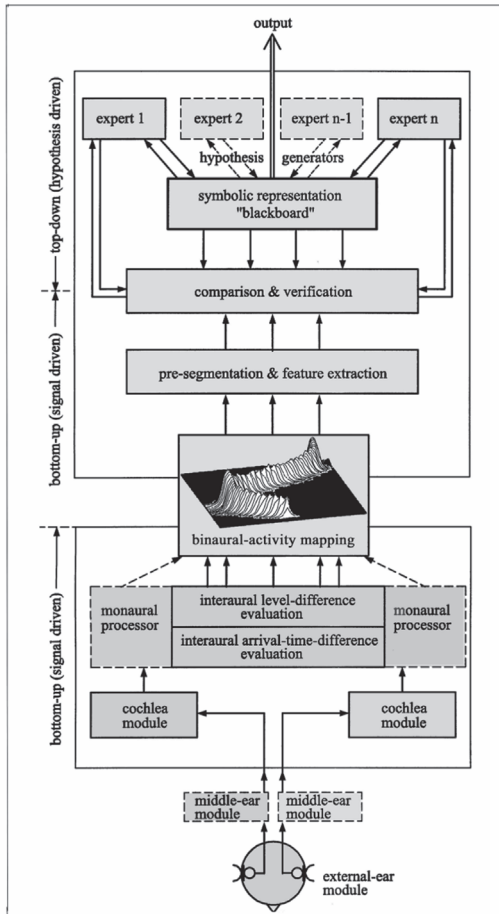 output
expert 1
expert 2
expert n-1
expert n
hypothesis
generators
symbolic representation
"blackboard"
top-down (hypothesis driven)
comparison & verification
bottom-up (signal driven)
pre-segmentation & feature extraction
binaural-activity mapping
bottom-up (signal driven)
monaural
processor
interaural level-difference
evaluation
interaural arrival-time-difference
evaluation
monaural
processor
cochlea
module
cochlea
module
middle-ear
module
middle-ear
module
external-ear
module